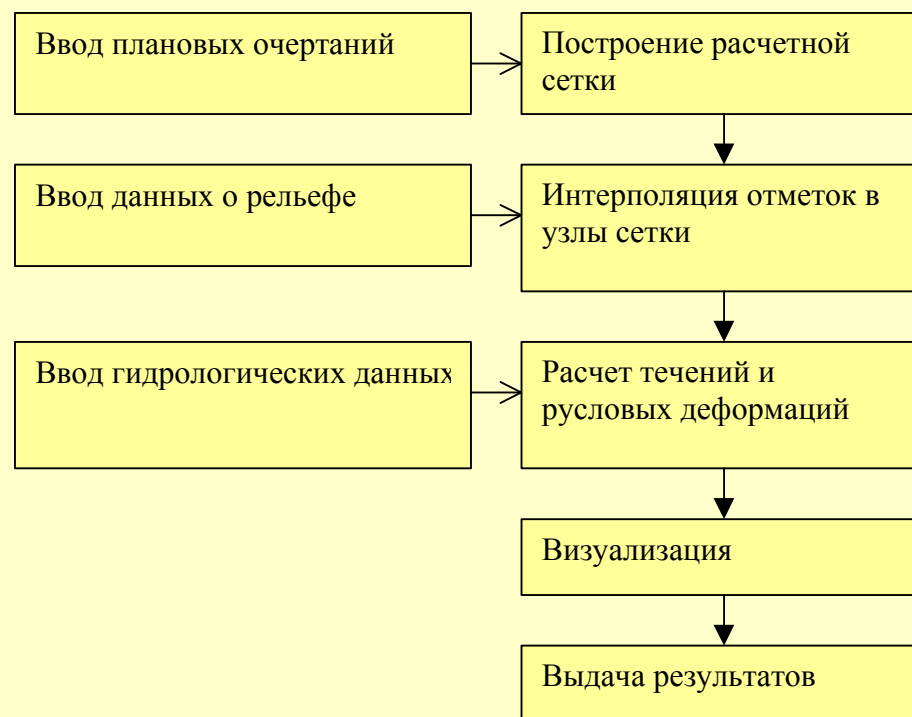 Ввод плановых очертаний
Построение расчетной
сетки
Ввод данных о рельефе
Интерполяция отметок в
узлы сетки
Ввод гидрологических данных
Расчет течений и
русловых деформаций
Визуализация
Выдача результатов